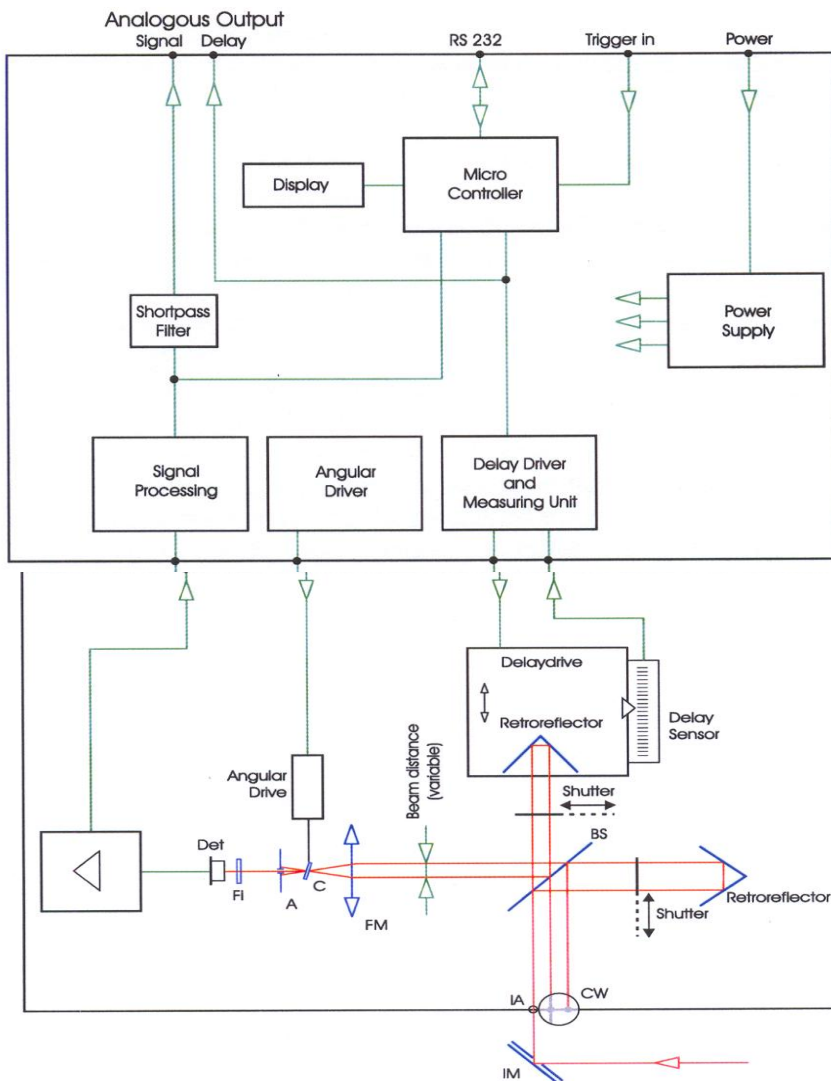 Analogous Output
Signal Delay RS 232 Trigger in Power
Display
Micro
Controller
Shortpass
Filter
Power
Supply
Signal
Processing
Angular
Driver
Delay Driver
and
Measuring Unit
Delaydrive
Retroreflector
Delay
Sensor
Angular
Drive
Beam distance
(variable)
Shutter
BS
Det
FI
A
C
FM
Retroreflector
Shutter
IA
CW
IM